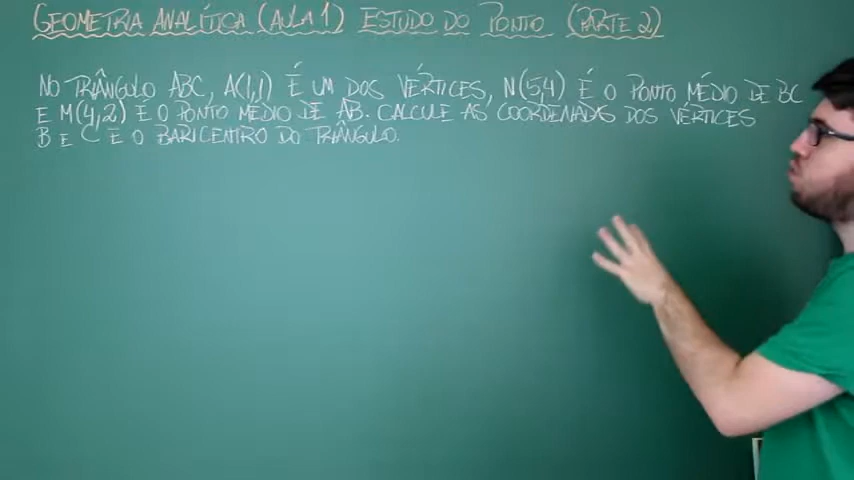 GEOMETRIA ANALÍTICA (AULA 1) ESTUDO DO PONTO (PARTE 2)
NO TRIÂNGULO ABC, A(1,1) É UM DOS VÉRTICES, N(5,4) É O PONTO MÉDIO DE BC
E M(4,2) É O PONTO MÉDIO DE AB. CALCULE AS COORDENADAS DOS VÉRTICES
B E C E O BARICENTRO DO TRIÂNGULO.